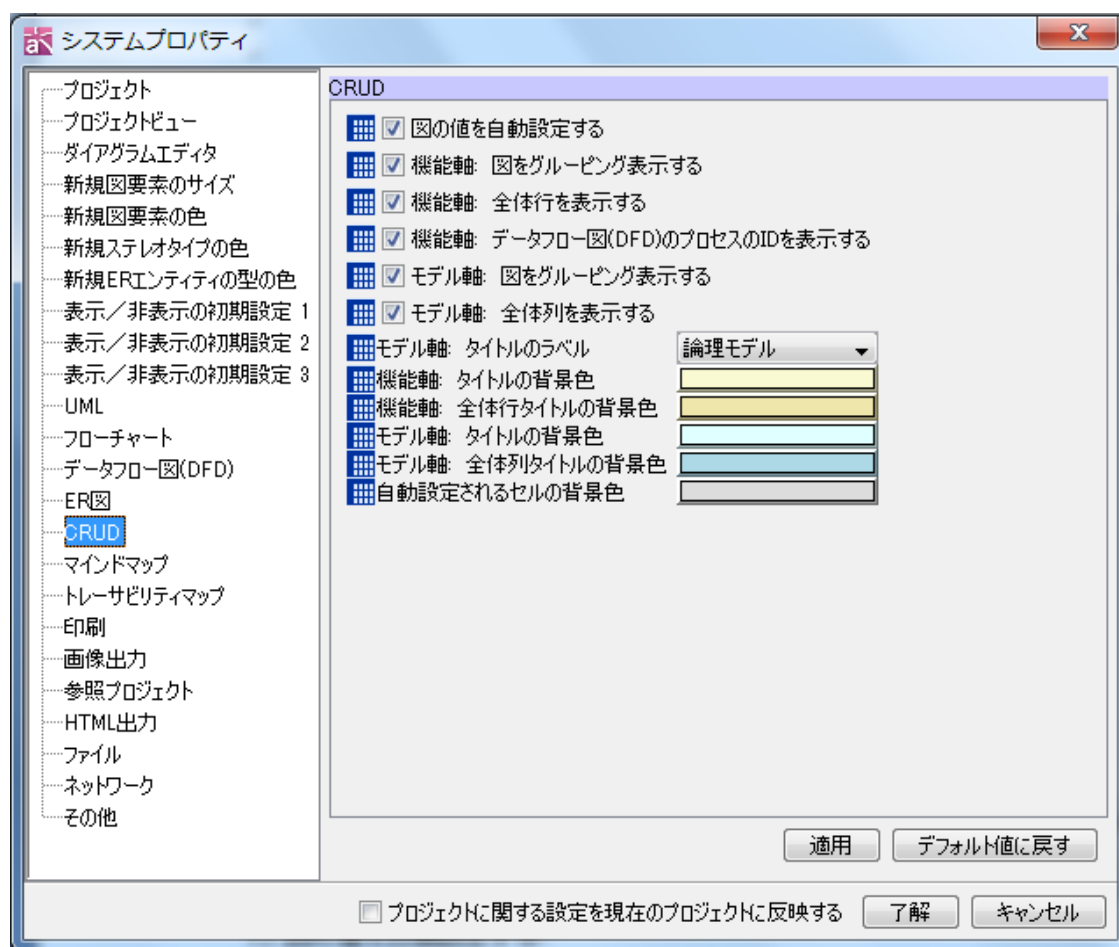 システムプロパティ
プロジェクト
プロジェクトビュー
ダイアグラムエディタ
新規図要素のサイズ
新規図要素の色
新規ステレオタイプの色
新規ERエンティティの型の色
表示／非表示の初期設定 1
表示／非表示の初期設定 2
表示／非表示の初期設定 3
UML
フローチャート
データフロー図(DFD)
ER図
CRUD
マインドマップ
トレーサビリティマップ
印刷
画像出力
参照プロジェクト
HTML出力
ファイル
ネットワーク
その他
CRUD
図の値を自動設定する
機能軸: 図をグルーピング表示する
機能軸: 全体行を表示する
機能軸: データフロー図(DFD)のプロセスのIDを表示する
モデル軸: 図をグルーピング表示する
モデル軸: 全体列を表示する
モデル軸: タイトルのラベル 論理モデル
機能軸: タイトルの背景色
機能軸: 全体行タイトルの背景色
モデル軸: タイトルの背景色
モデル軸: 全体列タイトルの背景色
自動設定されるセルの背景色
適用 デフォルト値に戻す
プロジェクトに関する設定を現在のプロジェクトに反映する 了解 キャンセル